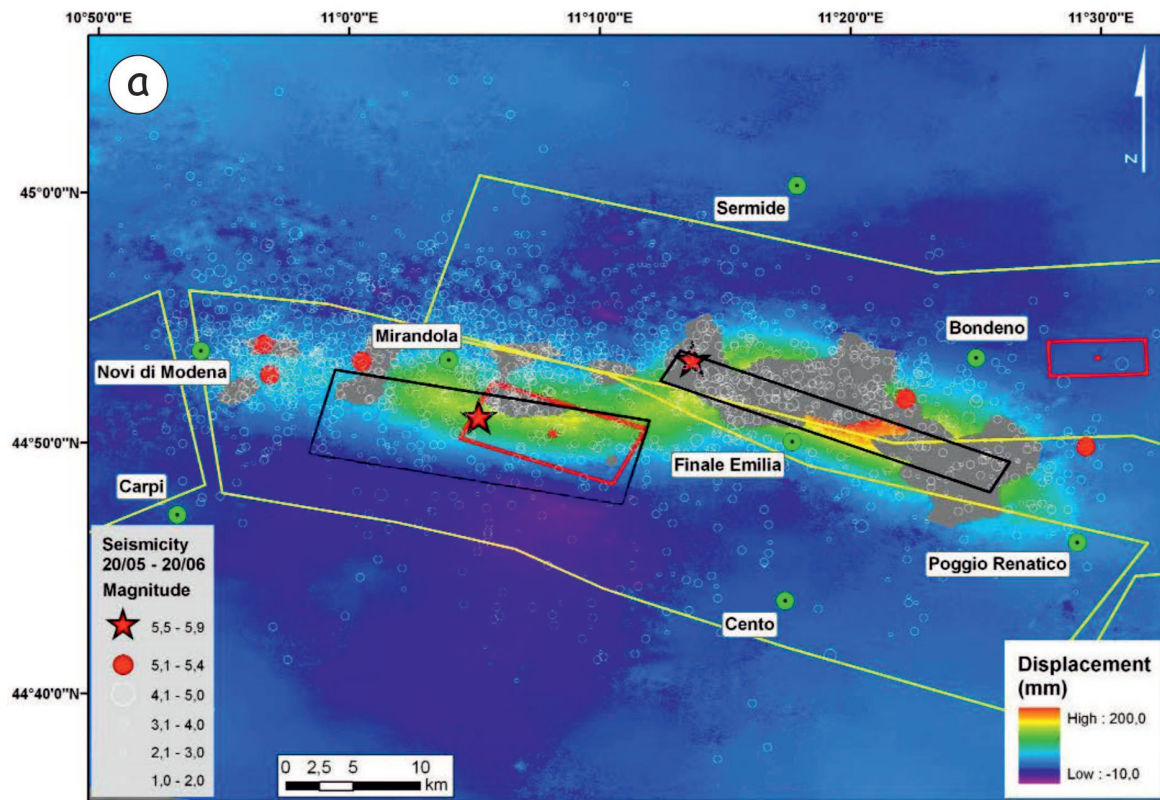 10°50'0"E
11°0'0"E
11°10'0"E
11°20'0"E
11°30'0"E
a
N
45°0'0"N
Sermide
Mirandola
Bondeno
Novi di Modena
44°50'0"N
Finale Emilia
Carpi
Seismicity
20/05 - 20/06
Magnitude
5,5 - 5,9
5,1 - 5,4
4,1 - 5,0
3,1 - 4,0
2,1 - 3,0
1,0 - 2,0
Poggio Renatico
Cento
44°40'0"N
0 2,5 5 10
km
Displacement
(mm)
High : 200,0
Low : -10,0